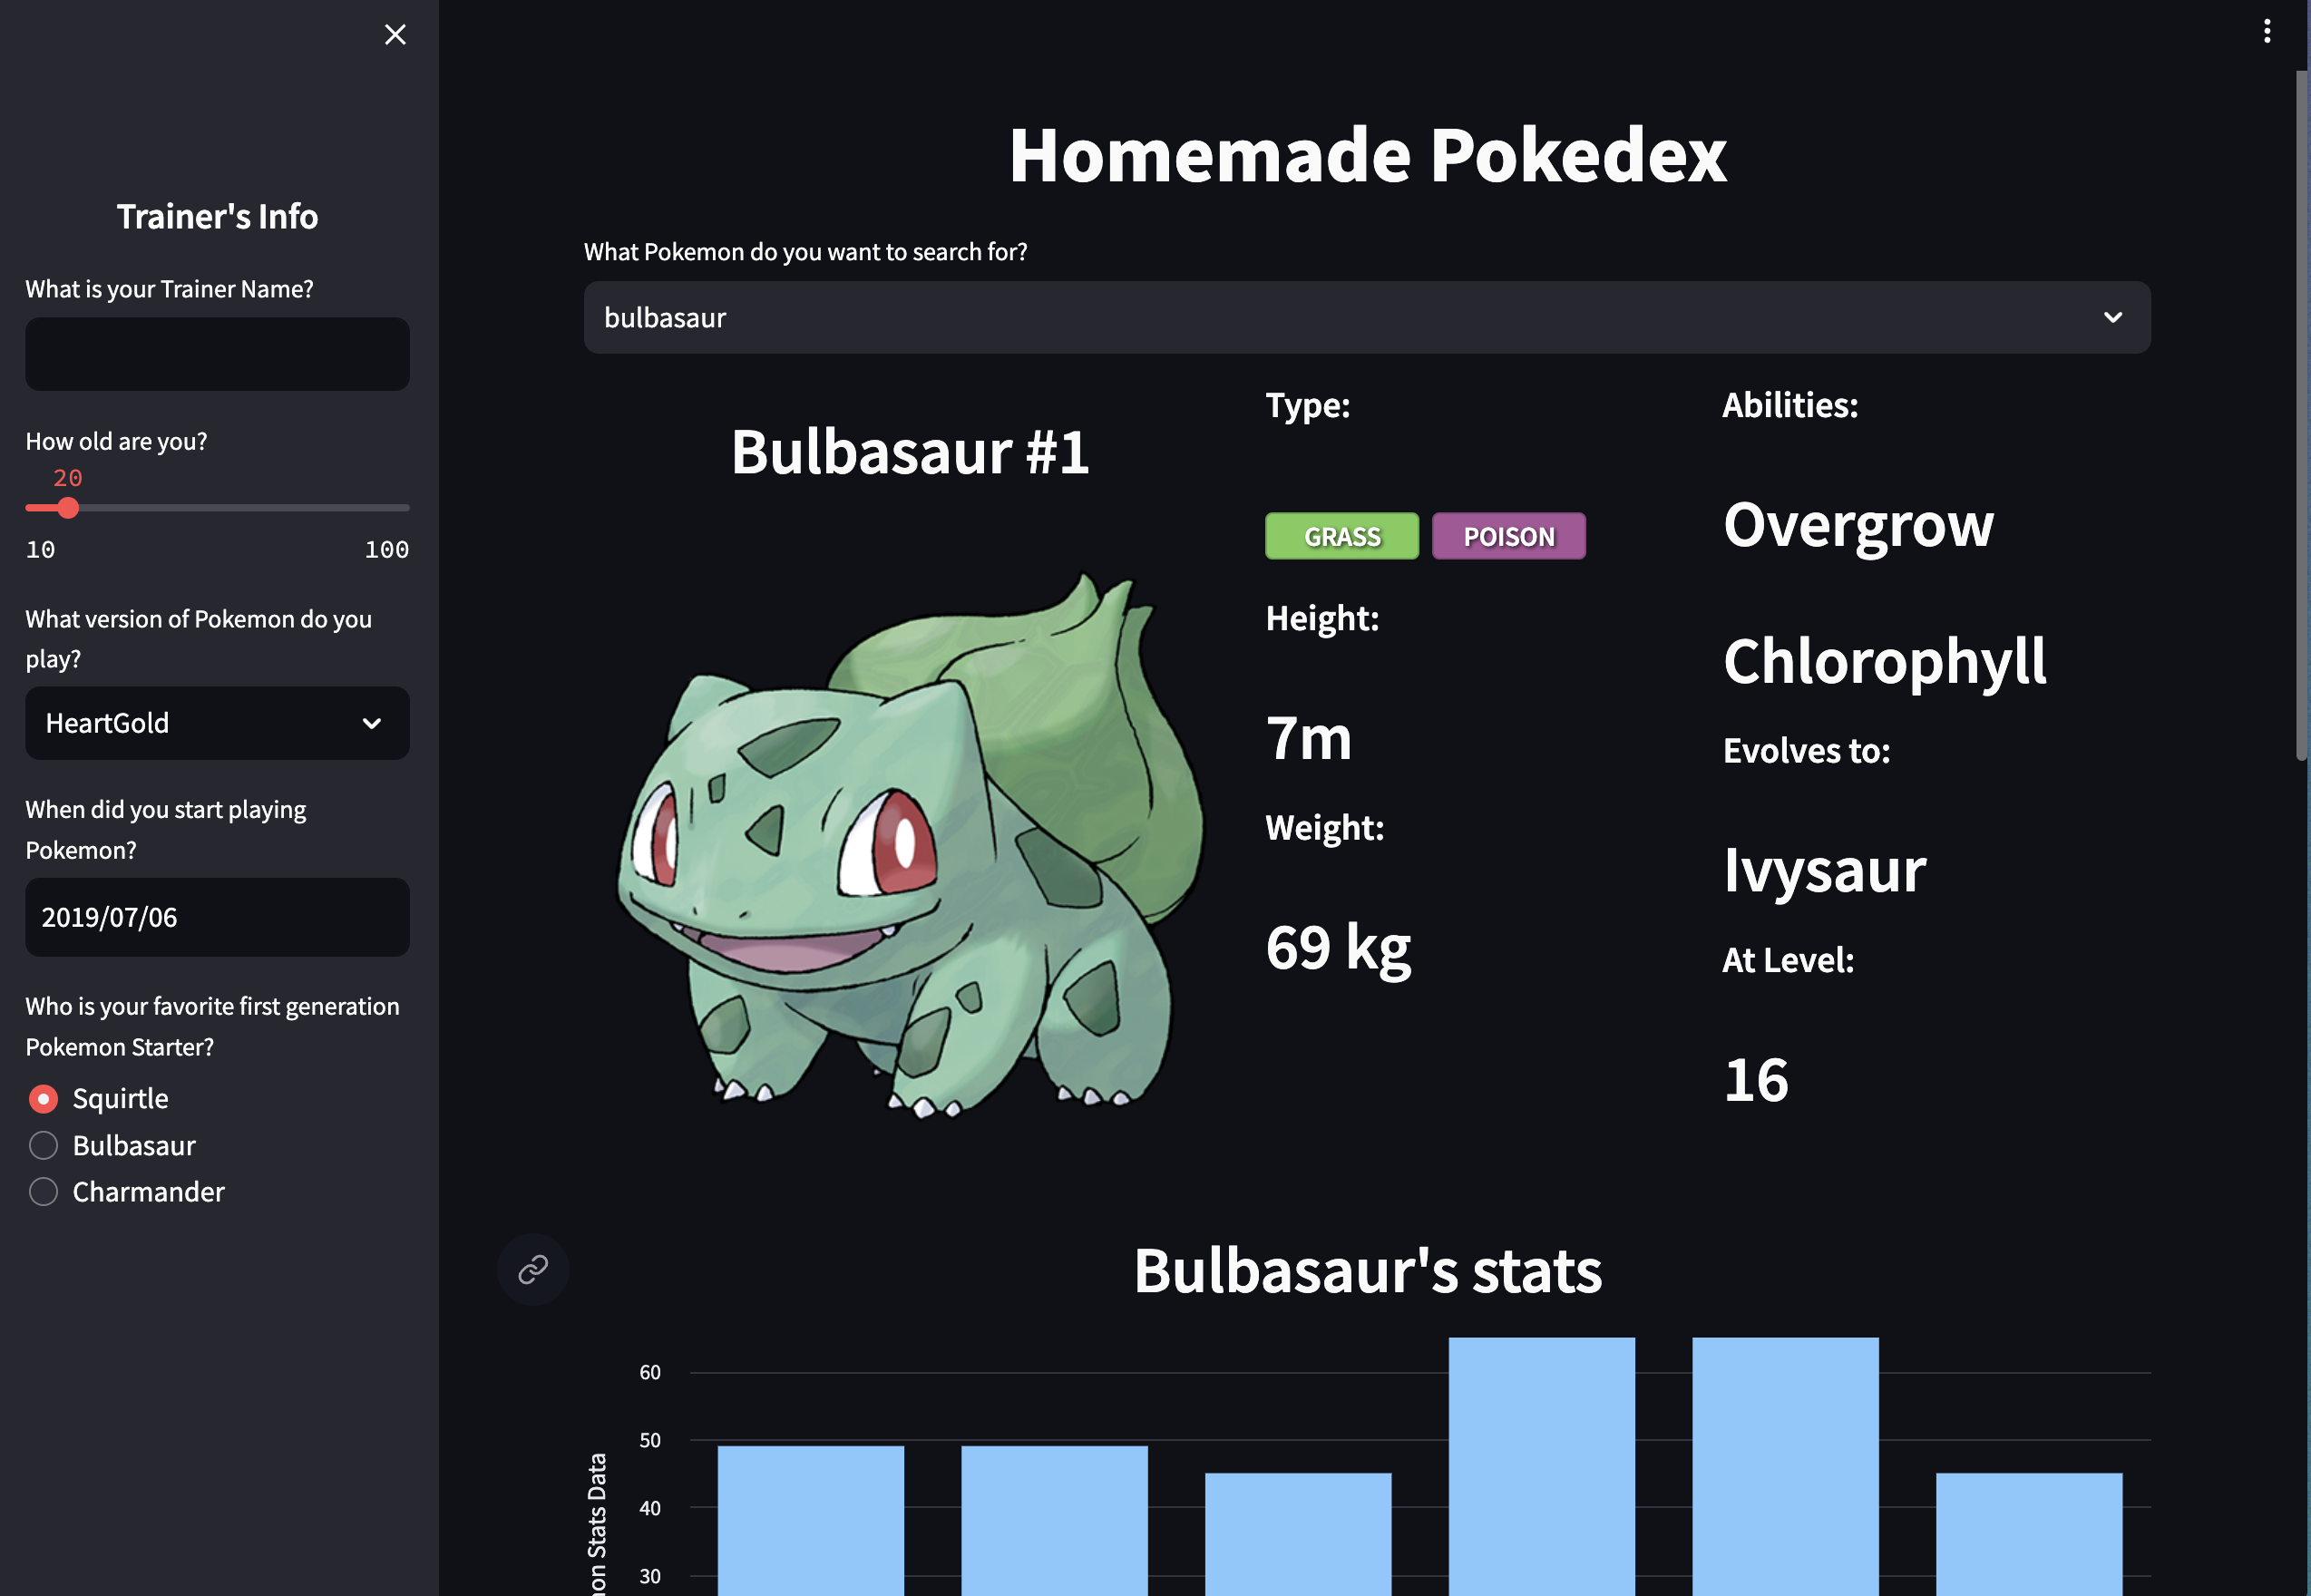 Trainer's Info
What is your Trainer Name?
How old are you?
20
10 100
What version of Pokemon do you
play?
HeartGold
When did you start playing
Pokemon?
2019/07/06
Who is your favorite first generation
Pokemon Starter?
Squirtle
Bulbasaur
Charmander
Homemade Pokedex
What Pokemon do you want to search for?
bulbasaur
Bulbasaur #1
Type:
GRASS POISON
Height:
7m
Weight:
69 kg
Abilities:
Overgrow
Chlorophyll
Evolves to:
Ivysaur
At Level:
16
Bulbasaur's stats
60
50
40
30
Stats Data